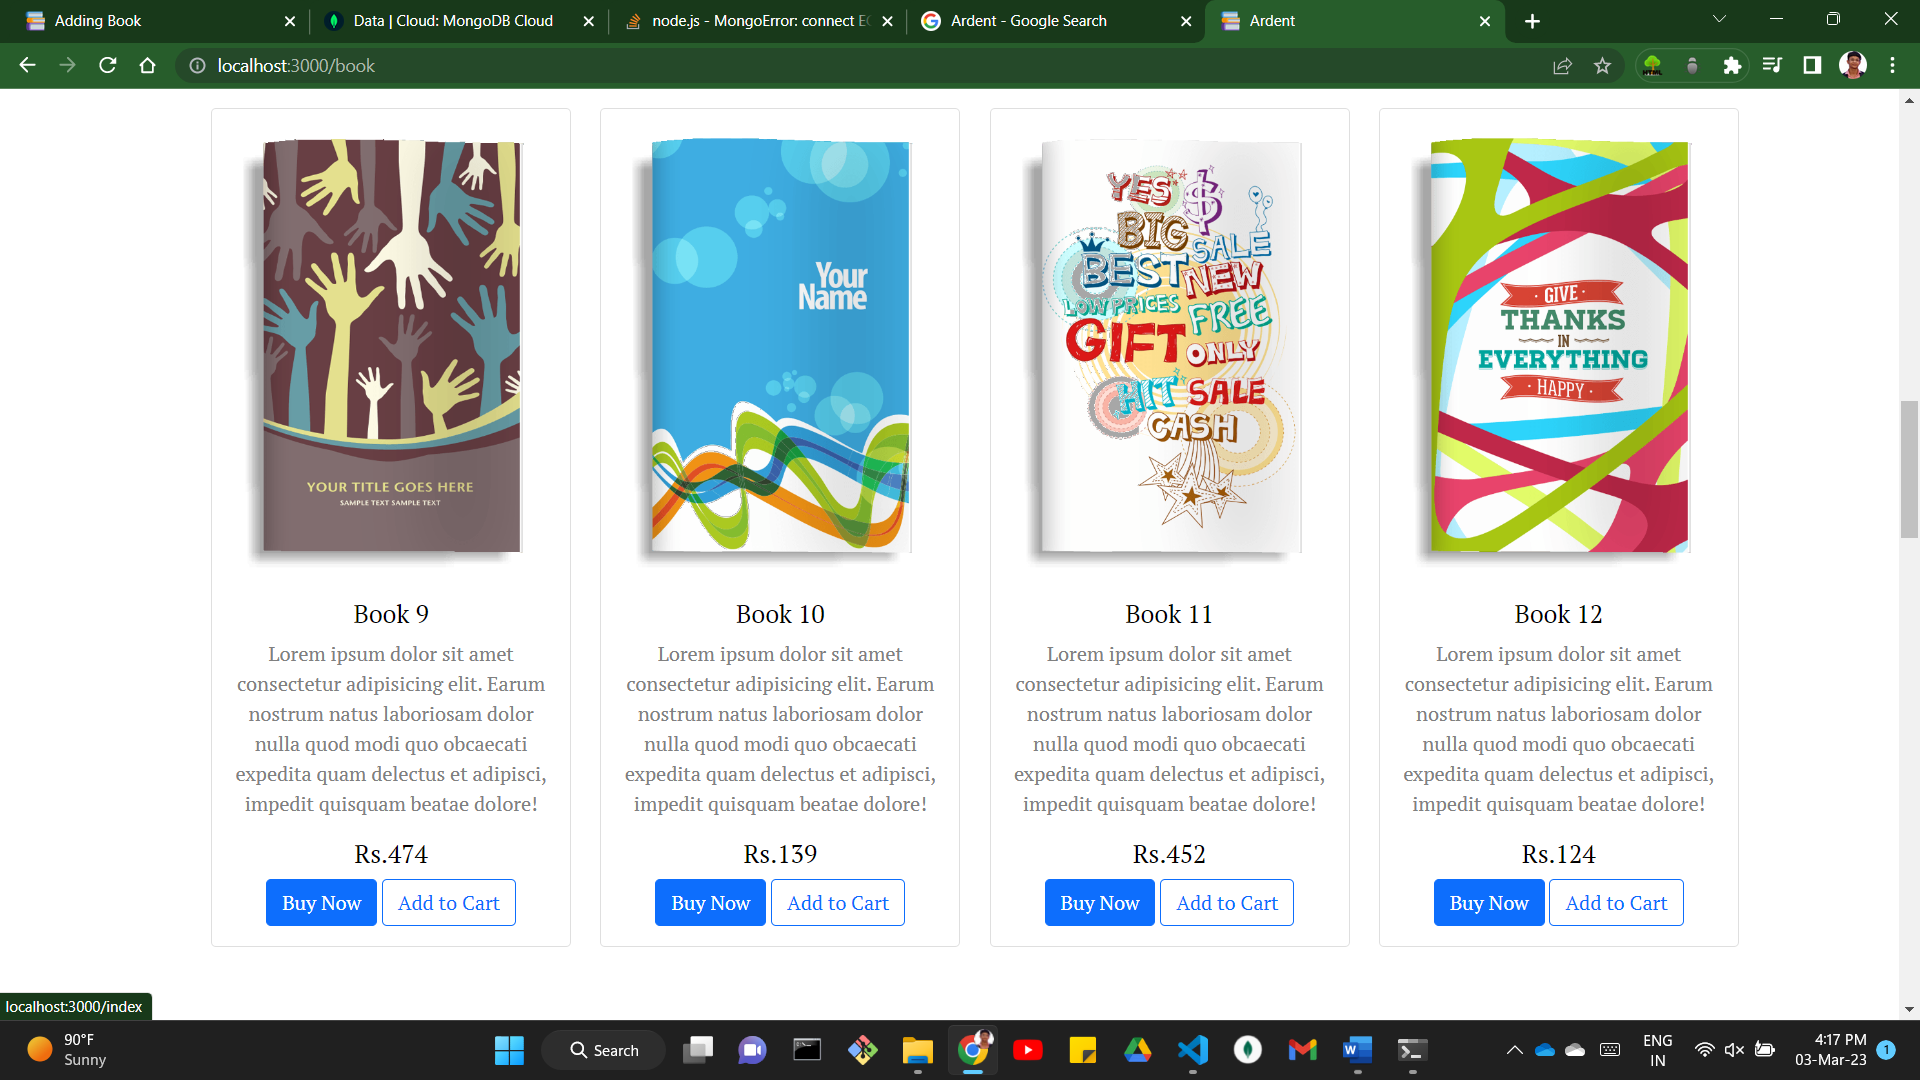 Adding Book
Data | Cloud: MongoDB Cloud
node.js - MongoError: connect EC
Ardent - Google Search
Ardent
localhost:3000/book
YOUR TITLE GOES HERE
SAMPLE TEXT SAMPLE TEXT
Book 9
Lorem ipsum dolor sit amet
consectetur adipisicing elit. Earum
nostrum natus laboriosam dolor
nulla quod modi quo obcaecati
expedita quam delectus et adipisci,
impedit quisquam beatae dolore!
Rs.474
Buy Now
Add to Cart
Your
Name
Book 10
Lorem ipsum dolor sit amet
consectetur adipisicing elit. Earum
nostrum natus laboriosam dolor
nulla quod modi quo obcaecati
expedita quam delectus et adipisci,
impedit quisquam beatae dolore!
Rs.139
Buy Now
Add to Cart
YES $
BIG SALE
BEST NEW
LOW PRICES FREE
GIFT ONLY
HIT SALE
CASH
Book 11
Lorem ipsum dolor sit amet
consectetur adipisicing elit. Earum
nostrum natus laboriosam dolor
nulla quod modi quo obcaecati
expedita quam delectus et adipisci,
impedit quisquam beatae dolore!
Rs.452
Buy Now
Add to Cart
· GIVE ·
THANKS
IN
EVERYTHING
· HAPPY ·
Book 12
Lorem ipsum dolor sit amet
consectetur adipisicing elit. Earum
nostrum natus laboriosam dolor
nulla quod modi quo obcaecati
expedita quam delectus et adipisci,
impedit quisquam beatae dolore!
Rs.124
Buy Now
Add to Cart
localhost:3000/index
90°F
Sunny
Search
ENG
IN
4:17 PM
03-Mar-23
1